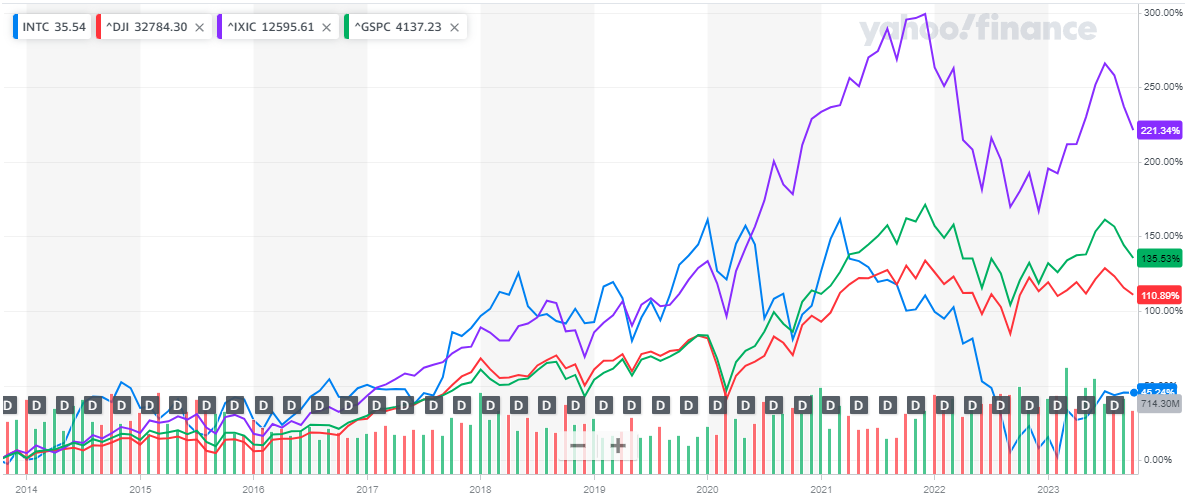 INTC 35.54 ^DJI 32784.30 ^IXIC 12595.61 ^GSPC 4137.23
yahoo!finance
300.00%
250.00%
221.34%
200.00%
150.00%
135.53%
110.89%
100.00%
714.30M
D D D D D D D D D D D D D D D D D D D D D D D D D D D D D D D D D D D D D D D D
0.00%
2014 2015 2016 2017 2018 2019 2020 2021 2022 2023